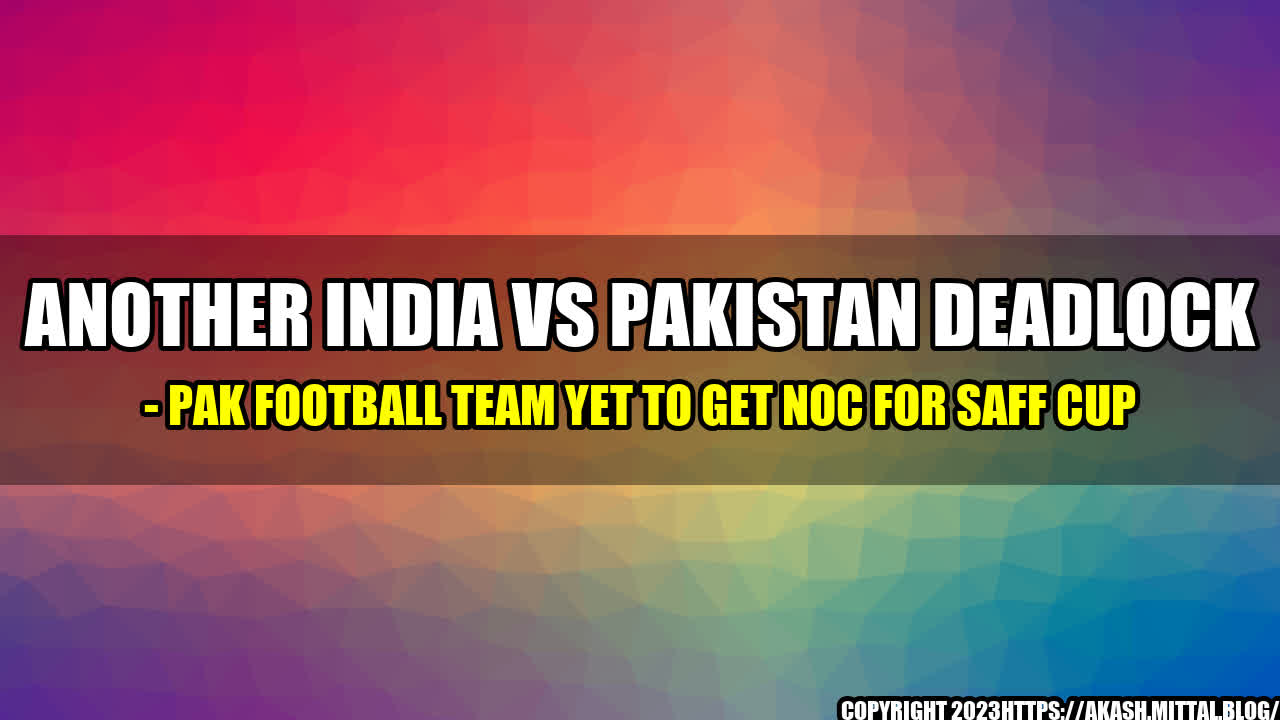 ANOTHER INDIA VS PAKISTAN DEADLOCK
- PAK FOOTBALL TEAM YET TO GET NOC FOR SAFF CUP
COPYRIGHT 2023HTTPS://AKASH.MITTAL.BLOG/